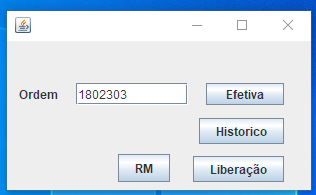 Ordem 1802303 Efetiva
Historico
RM Liberação